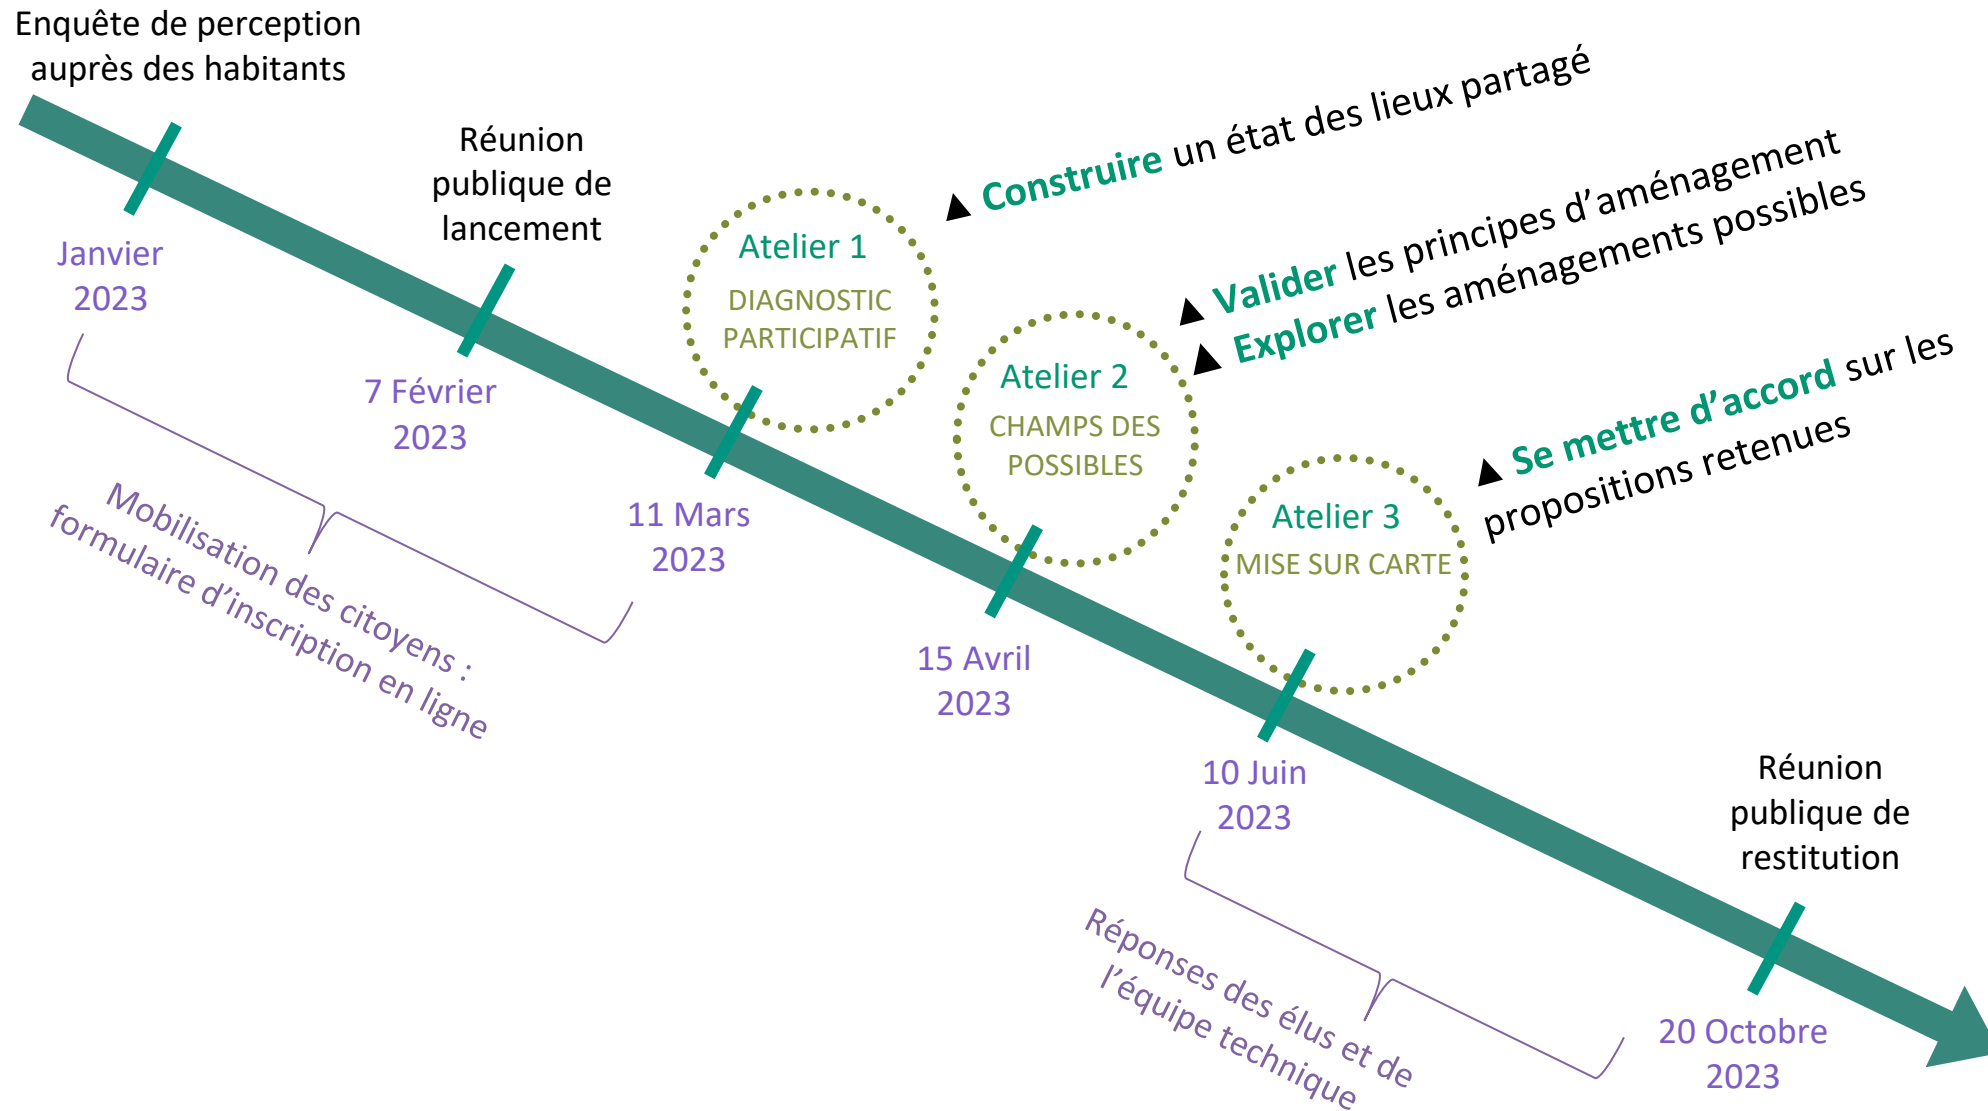 Enquête de perception
auprès des habitants
Janvier
2023
Réunion
publique de
lancement
7 Février
2023
Mobilisation des citoyens :
formulaire d’inscription en ligne
Atelier 1
DIAGNOSTIC
PARTICIPATIF
▲ Construire un état des lieux partagé
11 Mars
2023
Atelier 2
CHAMPS DES
POSSIBLES
▲ Valider les principes d’aménagement
▲ Explorer les aménagements possibles
15 Avril
2023
Atelier 3
MISE SUR CARTE
▲ Se mettre d’accord sur les
propositions retenues
10 Juin
2023
Réponses des élus et de
l’équipe technique
Réunion
publique de
restitution
20 Octobre
2023